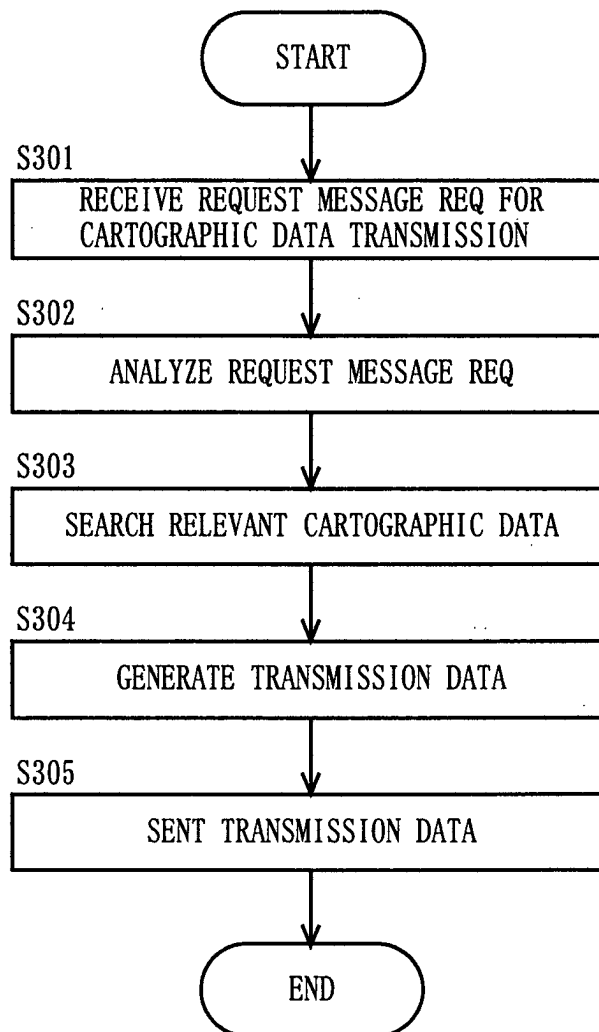 START
S301
RECEIVE REQUEST MESSAGE REQ FOR
CARTOGRAPHIC DATA TRANSMISSION
S302
ANALYZE REQUEST MESSAGE REQ
S303
SEARCH RELEVANT CARTOGRAPHIC DATA
S304
GENERATE TRANSMISSION DATA
S305
SENT TRANSMISSION DATA
END